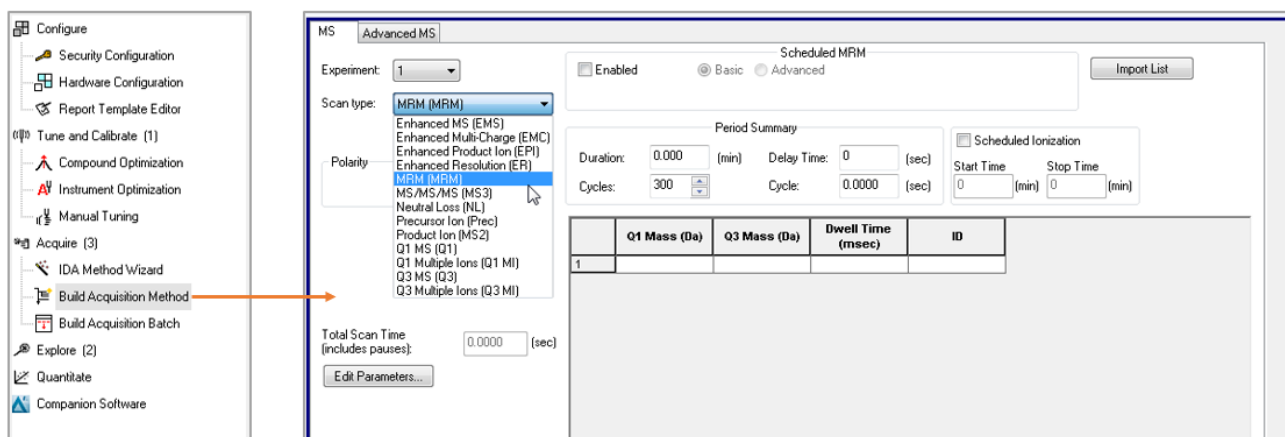 Configure
Security Configuration
Hardware Configuration
Report Template Editor
Tune and Calibrate (1)
Compound Optimization
Instrument Optimization
Manual Tuning
Acquire (3)
IDA Method Wizard
Build Acquisition Method
Build Acquisition Batch
Explore (2)
Quantitate
Companion Software
MS Advanced MS
Experiment: 1
Scan type: MRM (MRM)
Enhanced MS (EMS)
Enhanced Multi-Charge (EMC)
Enhanced Product Ion (EPI)
Enhanced Resolution (ER)
MRM (MRM)
MS/MS/MS (MS3)
Neutral Loss (NL)
Precursor Ion (Prec)
Product Ion (MS2)
Q1 MS (Q1)
Q1 Multiple Ions (Q1 MI)
Q3 MS (Q3)
Q3 Multiple Ions (Q3 MI)
Polarity
Total Scan Time
(includes pauses): 0.0000 (sec)
Edit Parameters...
Scheduled MRM
Enabled Basic Advanced
Import List
Period Summary
Duration: 0.000 (min) Delay Time: 0 (sec)
Cycles: 300 Cycle: 0.0000 (sec)
Scheduled Ionization
Start Time Stop Time
0 (min) 0 (min)
Q1 Mass (Da) Q3 Mass (Da) Dwell Time (msec) ID
1